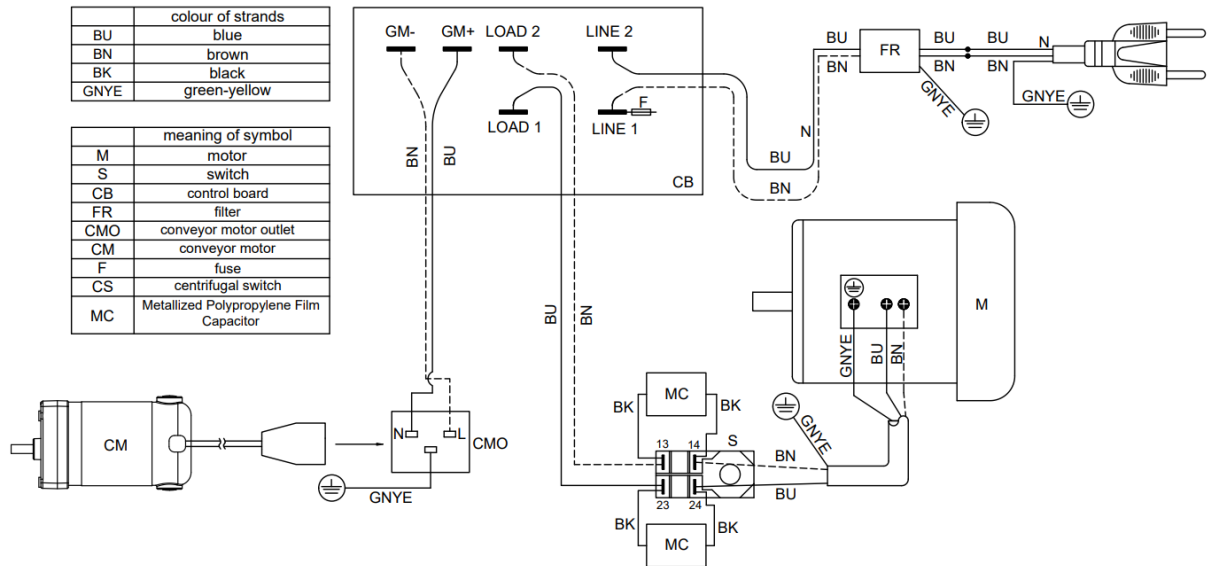 colour of strands
BU blue
BN brown
BK black
GNYE green-yellow
meaning of symbol
M motor
S switch
CB control board
FR filter
CMO conveyor motor outlet
CM conveyor motor
F fuse
CS centrifugal switch
MC Metallized Polypropylene Film
Capacitor
GM- GM+ LOAD 2 LINE 2
LOAD 1 LINE 1 F
BN BU
CB
BU FR BU BU N
BN BN BN
GNYE GNYE
N
BU
BN
M
GNYE BU BN
BU BN
MC
BK BK
GNYE
13 14 S
BN
23 24 BU
BK BK
MC
CM
N L CMO
GNYE